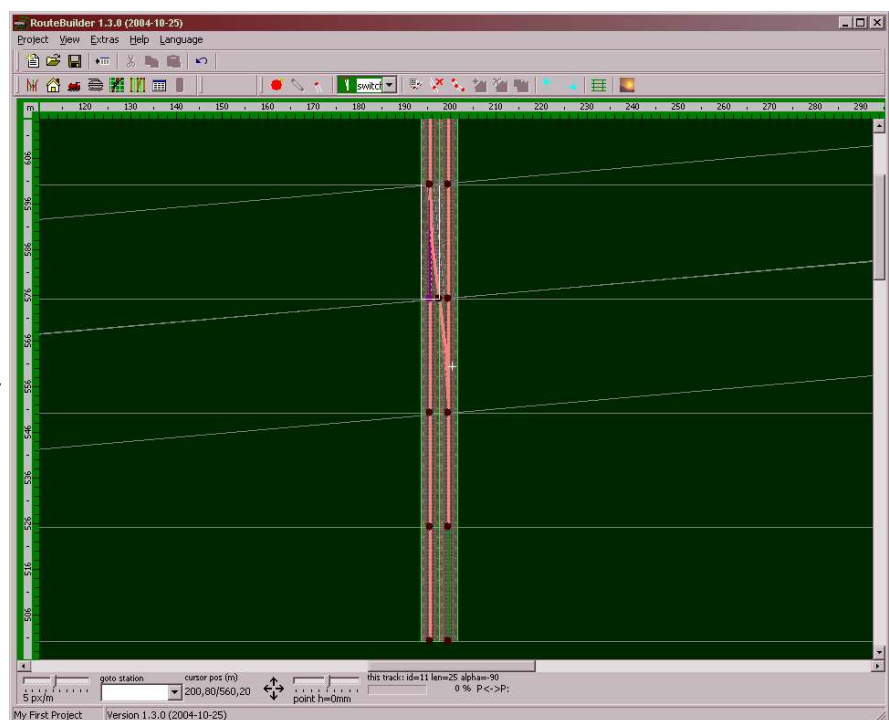 RouteBuilder 1.3.0 (2004-10-25)
Project View Extras Help Language
switch
m 120 130 140 150 160 170 180 190 200 210 220 230 240 250 260 270 280 290
606
596
586
576
566
556
546
536
526
516
506
goto station cursor pos (m) this track: id=11 len=25 alpha=-90
200,80/560,20 0 % P<->P:
5 px/m point h=0mm
My First Project Version 1.3.0 (2004-10-25)